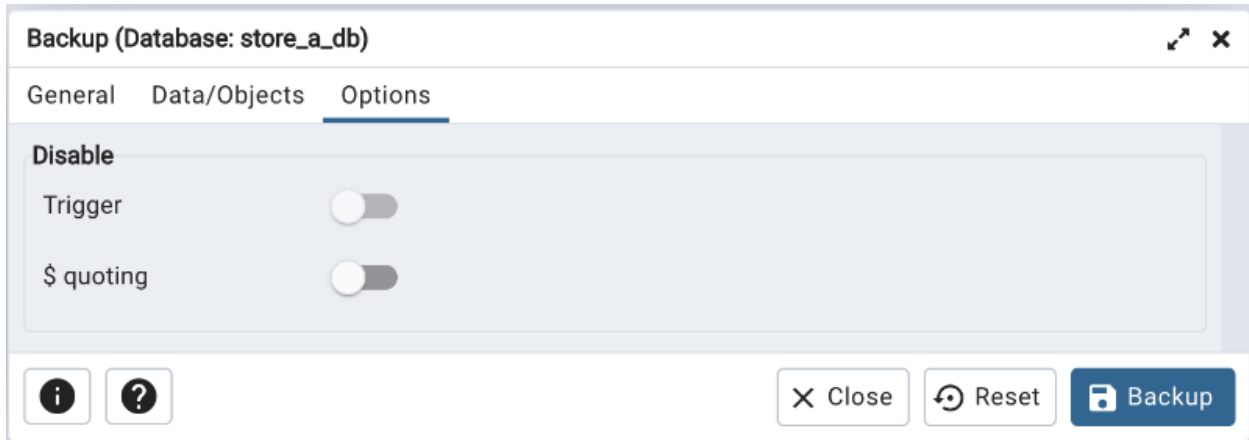 Backup (Database: store_a_db)
General Data/Objects Options
Disable
Trigger
$ quoting
Close Reset Backup